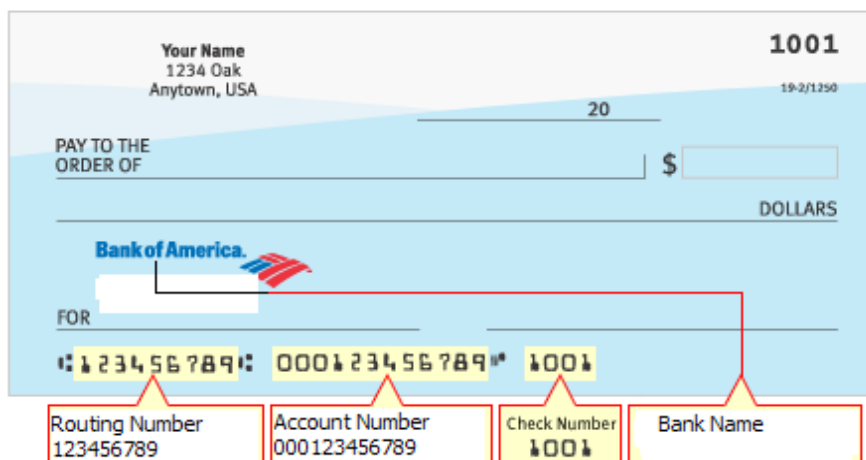 Your Name
1234 Oak
Anytown, USA
1001
19-2/1250
20
PAY TO THE
ORDER OF
$
DOLLARS
Bank of America.
FOR
⑆123456789⑆ 000123456789⑈ 1001
Routing Number
123456789
Account Number
000123456789
Check Number
1001
Bank Name